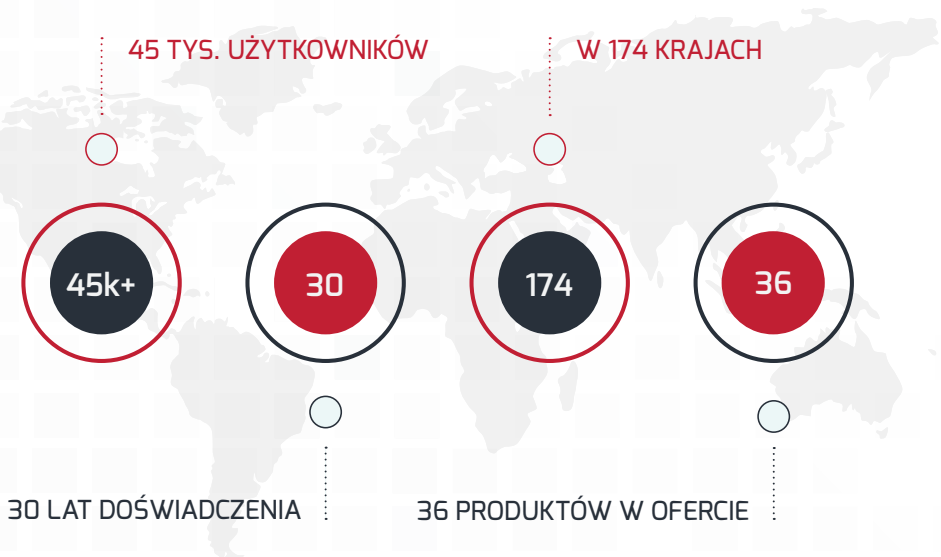 45 TYS. UŻYTKOWNIKÓW
W 174 KRAJACH
45k+
30
174
36
30 LAT DOŚWIADCZENIA
36 PRODUKTÓW W OFERCIE